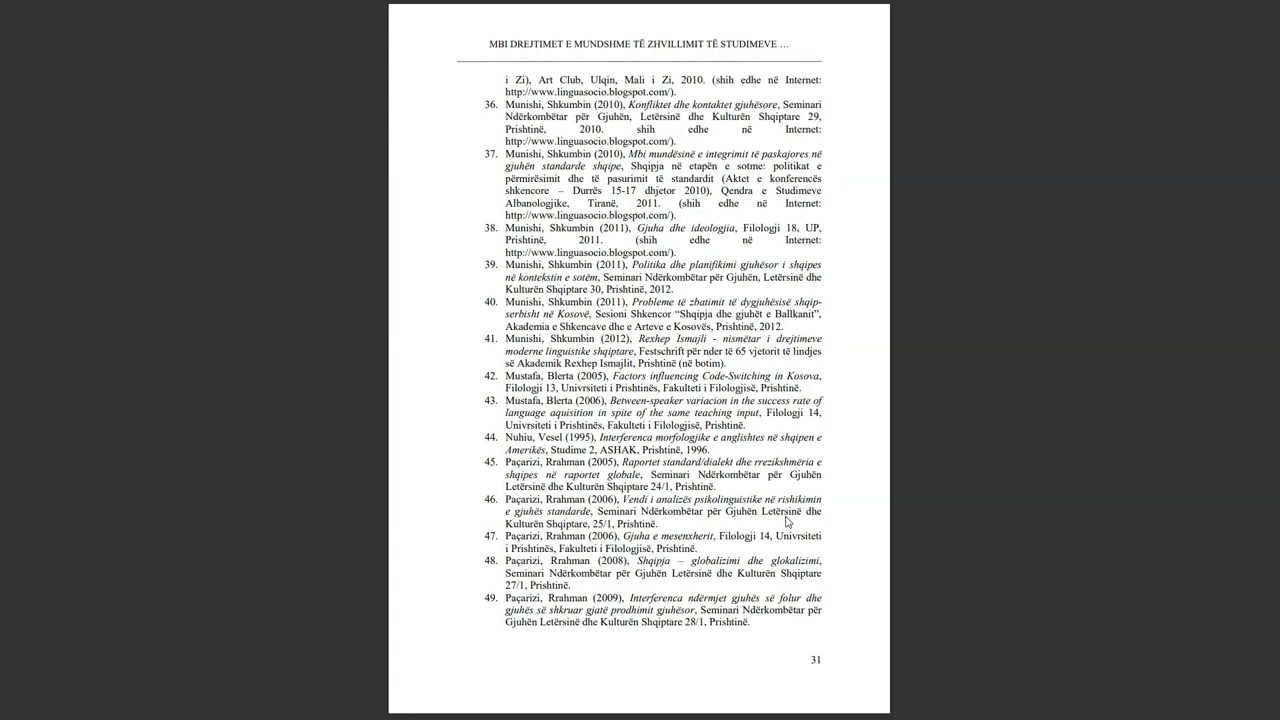 MBI DREJTIMET E MUNDSHME TË ZHVILLIMIT TË STUDIMEVE …
i Zi), Art Club, Ulqin, Mali i Zi, 2010. (shih edhe në Internet:
http://www.linguasocio.blogspot.com/).
36. Munishi, Shkumbin (2010), Konfliktet dhe kontaktet gjuhësore, Seminari
Ndërkombëtar për Gjuhën, Letërsinë dhe Kulturën Shqiptare 29,
Prishtinë, 2010. shih edhe në Internet:
http://www.linguasocio.blogspot.com/).
37. Munishi, Shkumbin (2010), Mbi mundësinë e integrimit të paskajores në
gjuhën standarde shqipe, Shqipja në etapën e sotme: politikat e
përmirësimit dhe të pasurimit të standardit (Aktet e konferencës
shkencore – Durrës 15-17 dhjetor 2010), Qendra e Studimeve
Albanologjike, Tiranë, 2011. (shih edhe në Internet:
http://www.linguasocio.blogspot.com/).
38. Munishi, Shkumbin (2011), Gjuha dhe ideologjia, Filologji 18, UP,
Prishtinë, 2011. (shih edhe në Internet:
http://www.linguasocio.blogspot.com/).
39. Munishi, Shkumbin (2011), Politika dhe planifikimi gjuhësor i shqipes
në kontekstin e sotëm, Seminari Ndërkombëtar për Gjuhën, Letërsinë dhe
Kulturën Shqiptare 30, Prishtinë, 2012.
40. Munishi, Shkumbin (2011), Probleme të zbatimit të dygjuhësisë shqip-
serbisht në Kosovë, Sesioni Shkencor “Shqipja dhe gjuhët e Ballkanit”,
Akademia e Shkencave dhe e Arteve e Kosovës, Prishtinë, 2012.
41. Munishi, Shkumbin (2012), Rexhep Ismajli - nismëtar i drejtimeve
moderne linguistike shqiptare, Festschrift për nder të 65 vjetorit të lindjes
së Akademik Rexhep Ismajlit, Prishtinë (në botim).
42. Mustafa, Blerta (2005), Factors influencing Code-Switching in Kosova,
Filologji 13, Univrsiteti i Prishtinës, Fakulteti i Filologjisë, Prishtinë.
43. Mustafa, Blerta (2006), Between-speaker variacion in the success rate of
language aquisition in spite of the same teaching input, Filologji 14,
Univrsiteti i Prishtinës, Fakulteti i Filologjisë, Prishtinë.
44. Nuhiu, Vesel (1995), Interferenca morfologjike e anglishtes në shqipen e
Amerikës, Studime 2, ASHAK, Prishtinë, 1996.
45. Paçarizi, Rrahman (2005), Raportet standard/dialekt dhe rrezikshmëria e
shqipes në raportet globale, Seminari Ndërkombëtar për Gjuhën
Letërsinë dhe Kulturën Shqiptare 24/1, Prishtinë.
46. Paçarizi, Rrahman (2006), Vendi i analizës psikolinguistike në rishikimin
e gjuhës standarde, Seminari Ndërkombëtar për Gjuhën Letërsinë dhe
Kulturën Shqiptare, 25/1, Prishtinë.
47. Paçarizi, Rrahman (2006), Gjuha e mesenxherit, Filologji 14, Univrsiteti
i Prishtinës, Fakulteti i Filologjisë, Prishtinë.
48. Paçarizi, Rrahman (2008), Shqipja – globalizimi dhe glokalizimi,
Seminari Ndërkombëtar për Gjuhën Letërsinë dhe Kulturën Shqiptare
27/1, Prishtinë.
49. Paçarizi, Rrahman (2009), Interferenca ndërmjet gjuhës së folur dhe
gjuhës së shkruar gjatë prodhimit gjuhësor, Seminari Ndërkombëtar për
Gjuhën Letërsinë dhe Kulturën Shqiptare 28/1, Prishtinë.
31